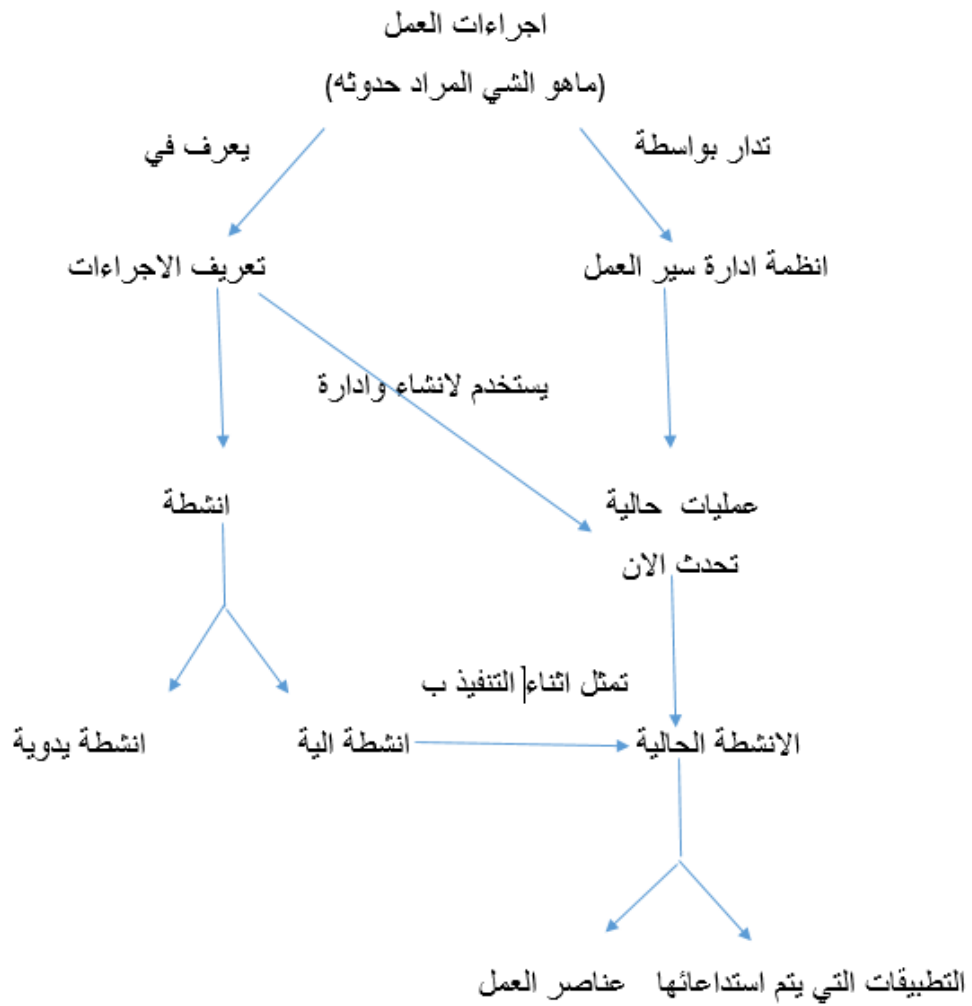 اجراءات العمل
(ماهو الشي المراد حدوثه)
تدار بواسطة
يعرف في
انظمة ادارة سير العمل
تعريف الاجراءات
يستخدم لانشاء وادارة
عمليات حالية
انشطة
تحدث الان
تمثل اثناء التنفيذ ب
الانشطة الحالية
انشطة الية
انشطة يدوية
التطبيقات التي يتم استدعائها
عناصر العمل